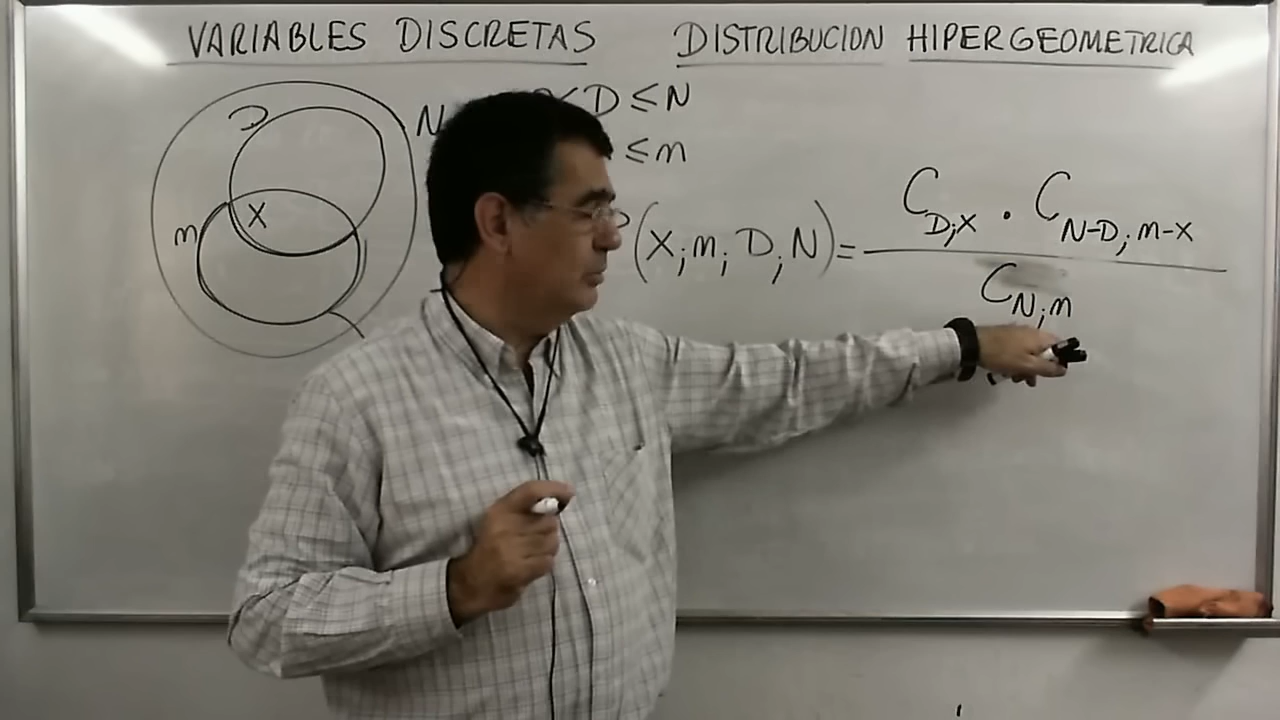 VARIABLES DISCRETAS DISTRIBUCION HIPERGEOMETRICA
D
N
D ≤ N
≤ m
m
X
(X; m; D; N) =
C D;X · C N-D; m-X
C N;m